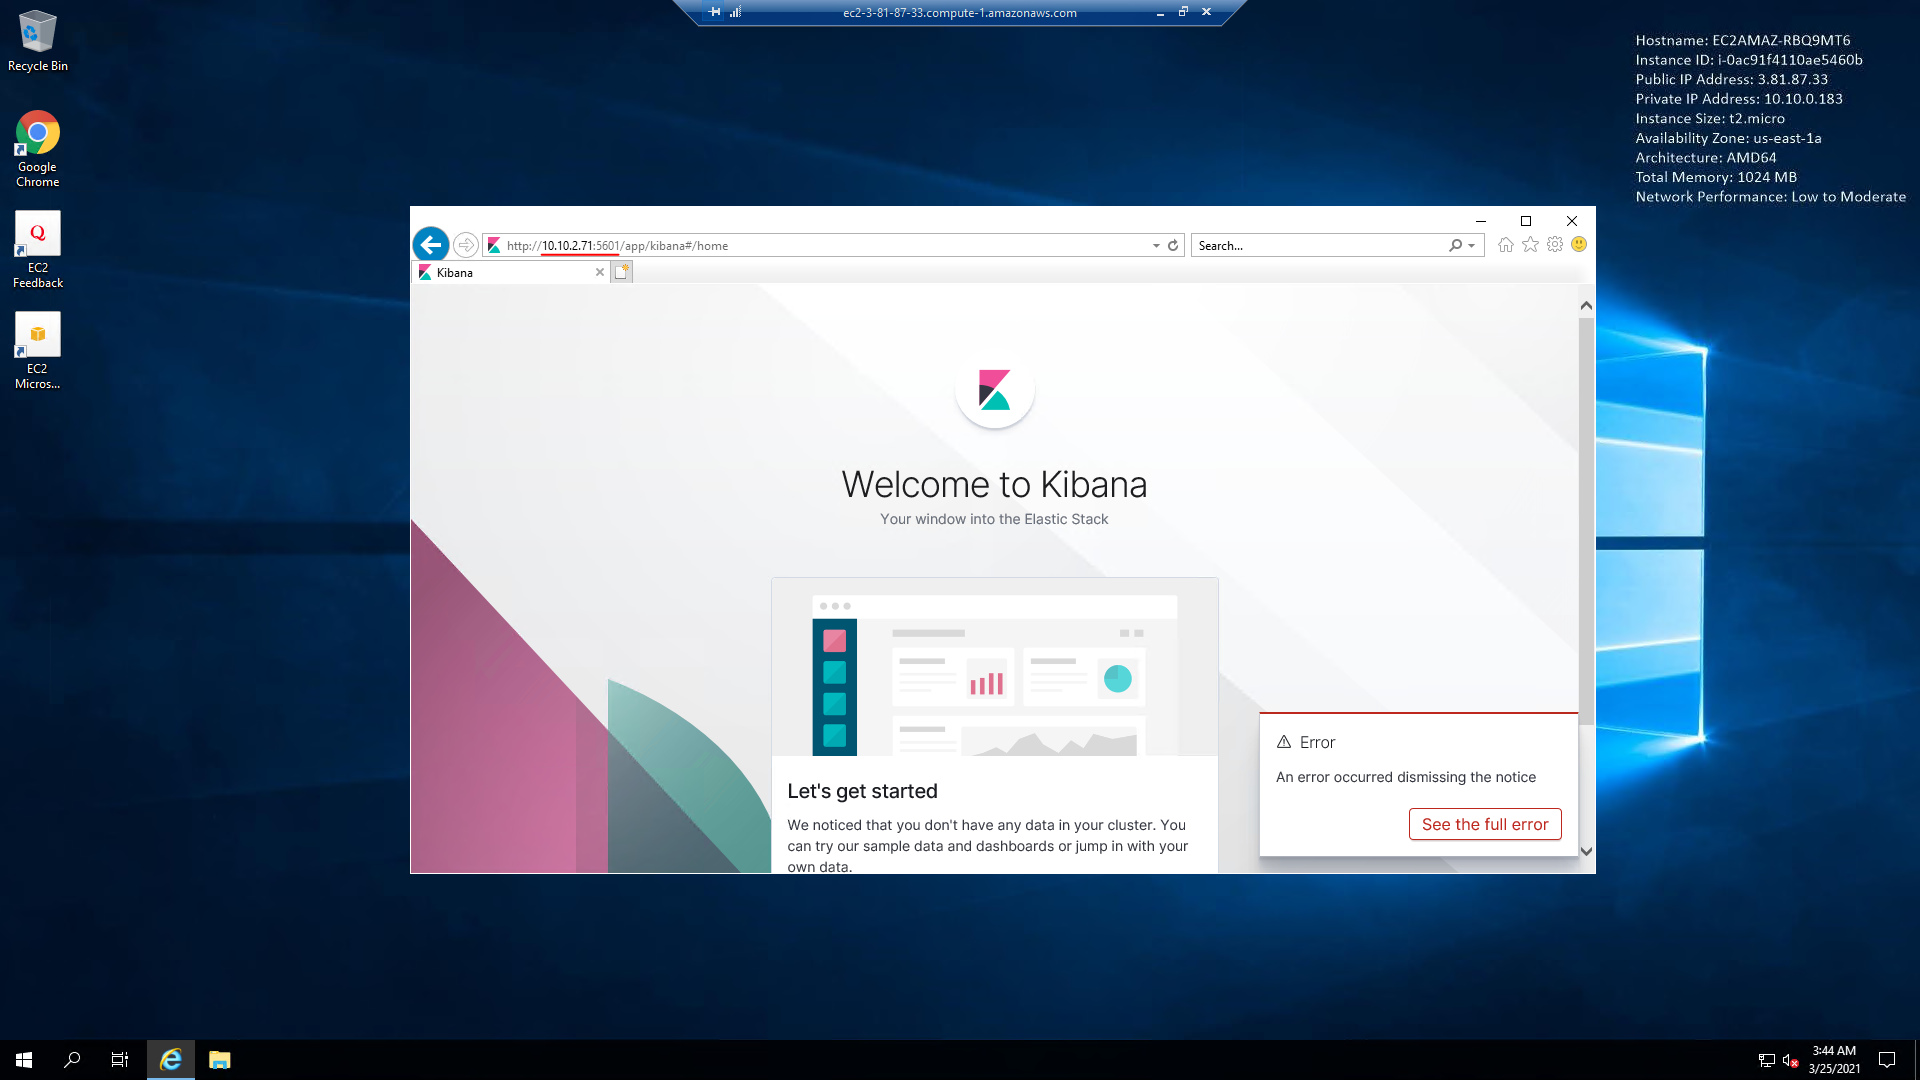 ec2-3-81-87-33.compute-1.amazonaws.com
Recycle Bin
Google
Chrome
Q
EC2
Feedback
EC2
Micros...
Hostname: EC2AMAZ-RBQ9MT6
Instance ID: i-0ac91f4110ae5460b
Public IP Address: 3.81.87.33
Private IP Address: 10.10.0.183
Instance Size: t2.micro
Availability Zone: us-east-1a
Architecture: AMD64
Total Memory: 1024 MB
Network Performance: Low to Moderate
http://10.10.2.71:5601/app/kibana#/home
Search...
Kibana
Welcome to Kibana
Your window into the Elastic Stack
Let's get started
We noticed that you don't have any data in your cluster. You
can try our sample data and dashboards or jump in with your
own data.
Error
An error occurred dismissing the notice
See the full error
3:44 AM
3/25/2021